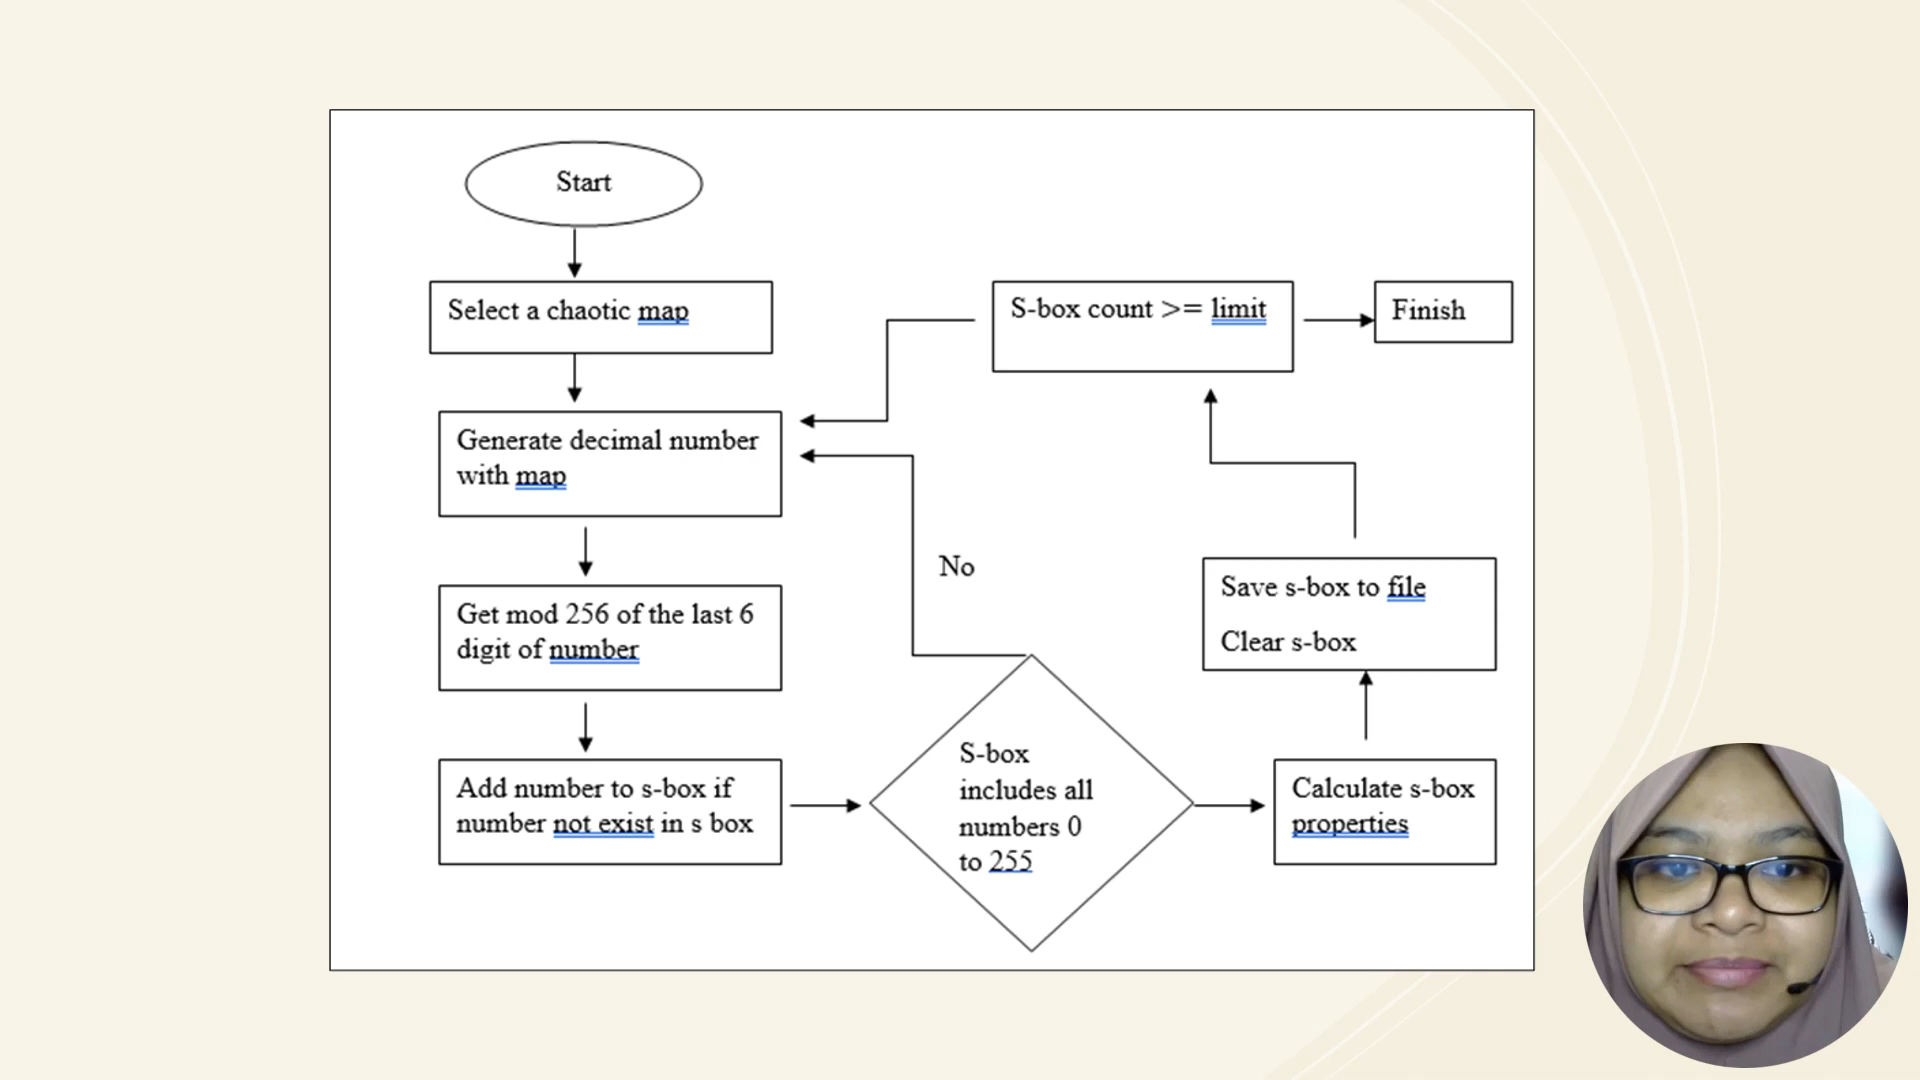 Start
Select a chaotic map
Generate decimal number
with map
Get mod 256 of the last 6
digit of number
Add number to s-box if
number not exist in s box
S-box
includes all
numbers 0
to 255
No
Calculate s-box
properties
Save s-box to file
Clear s-box
S-box count >= limit
Finish